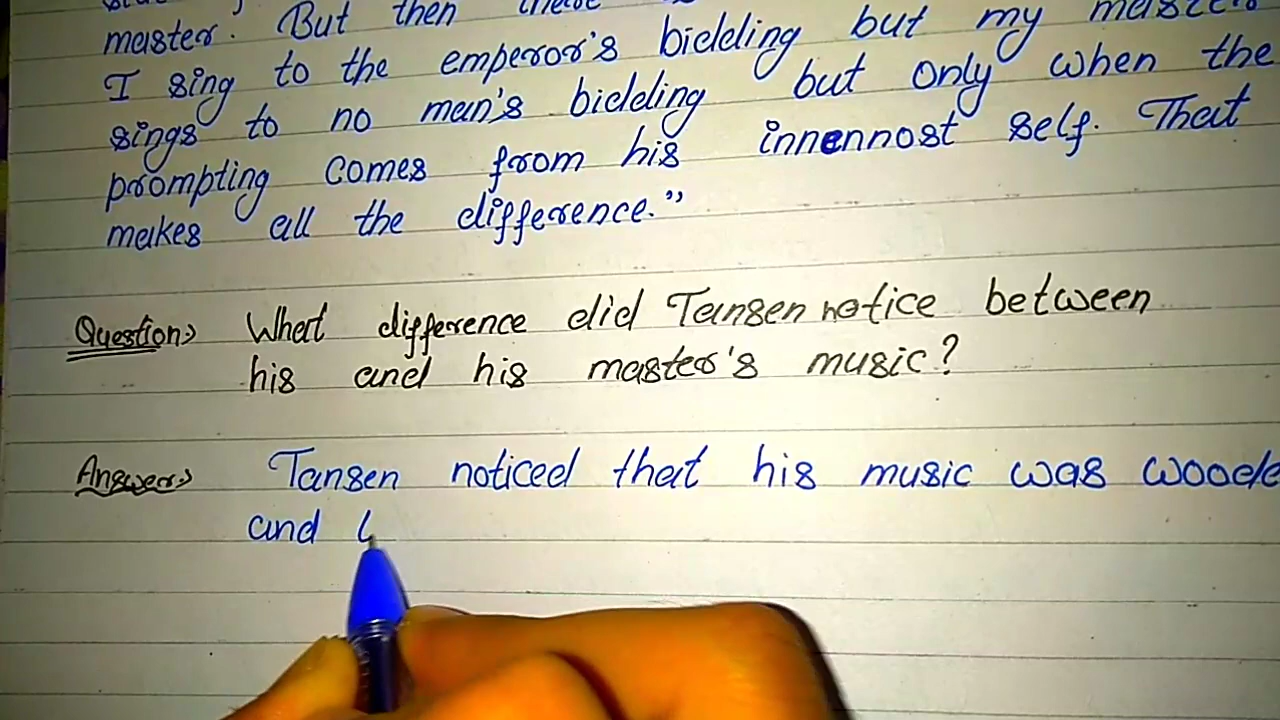 master. But then
I sing to the emperor's bidding but my master
sings to no man's bidding but only when the
prompting comes from his innennost self. That
makes all the difference."
Question:> What difference did Tansen notice between
his and his master's music?
Answer:> Tansen noticed that his music was woode
and